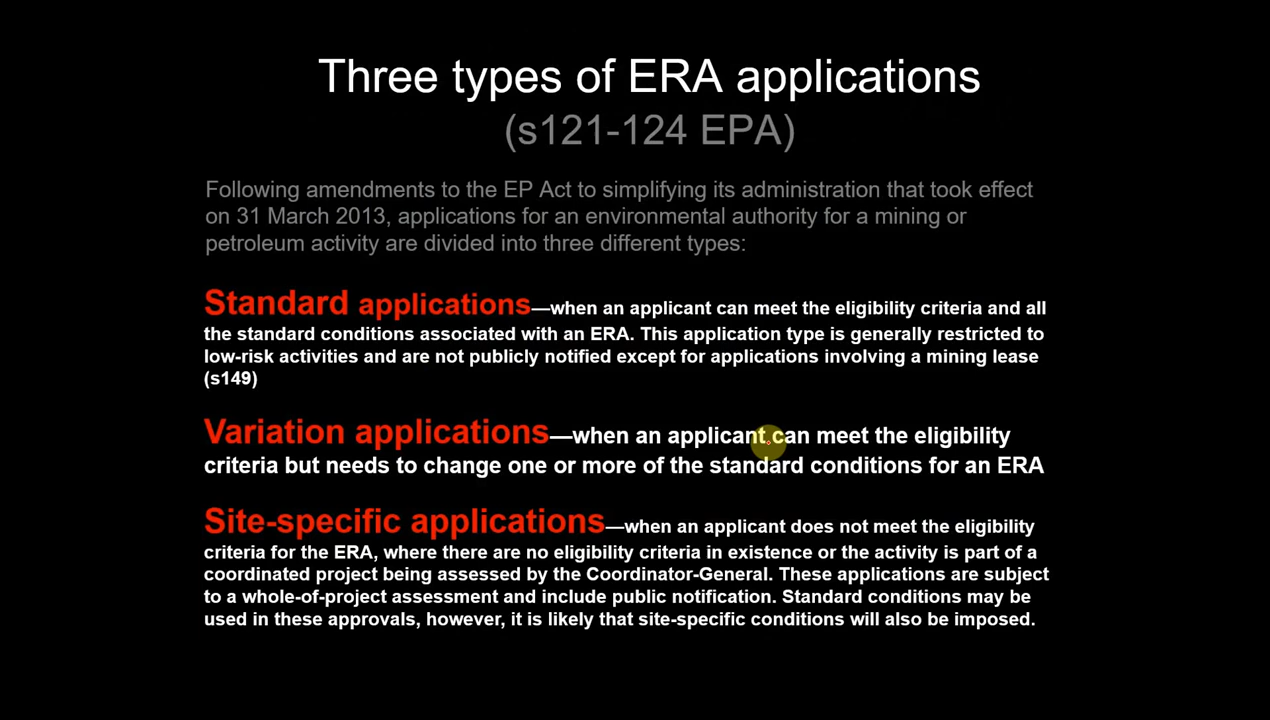 Three types of ERA applications
(s121-124 EPA)
Following amendments to the EP Act to simplifying its administration that took effect
on 31 March 2013, applications for an environmental authority for a mining or
petroleum activity are divided into three different types:
Standard applications—when an applicant can meet the eligibility criteria and all
the standard conditions associated with an ERA. This application type is generally restricted to
low-risk activities and are not publicly notified except for applications involving a mining lease
(s149)
Variation applications—when an applicant can meet the eligibility
criteria but needs to change one or more of the standard conditions for an ERA
Site-specific applications—when an applicant does not meet the eligibility
criteria for the ERA, where there are no eligibility criteria in existence or the activity is part of a
coordinated project being assessed by the Coordinator-General. These applications are subject
to a whole-of-project assessment and include public notification. Standard conditions may be
used in these approvals, however, it is likely that site-specific conditions will also be imposed.